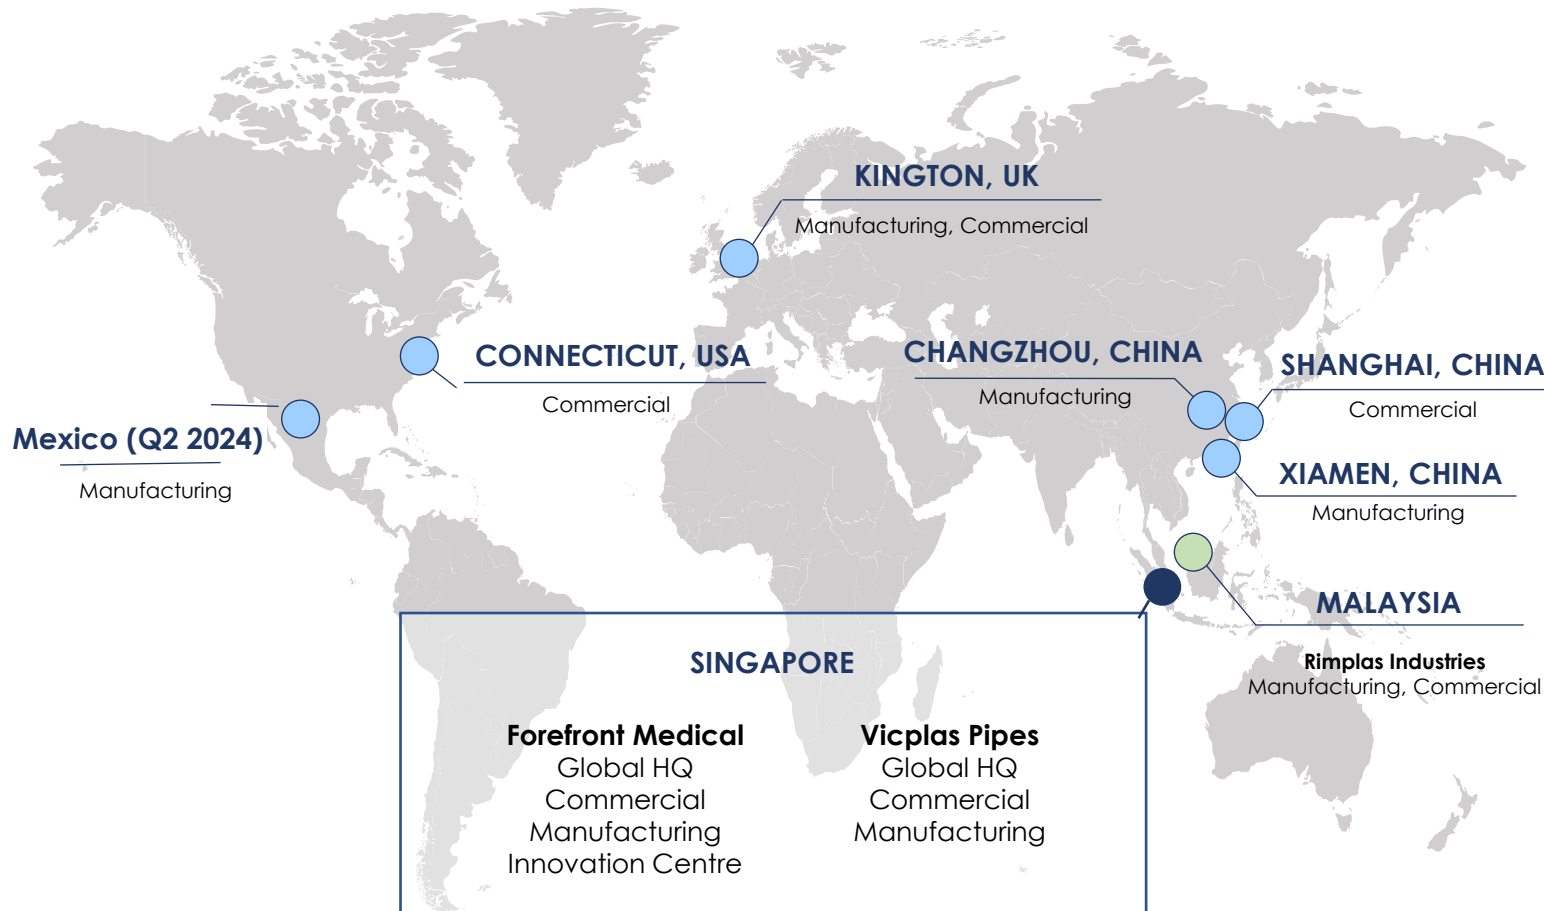 KINGTON, UK
Manufacturing, Commercial
CONNECTICUT, USA
Commercial
CHANGZHOU, CHINA
Manufacturing
SHANGHAI, CHINA
Commercial
Mexico (Q2 2024)
Manufacturing
XIAMEN, CHINA
Manufacturing
MALAYSIA
Rimplas Industries
Manufacturing, Commercial
SINGAPORE
Forefront Medical
Global HQ
Commercial
Manufacturing
Innovation Centre
Vicplas Pipes
Global HQ
Commercial
Manufacturing